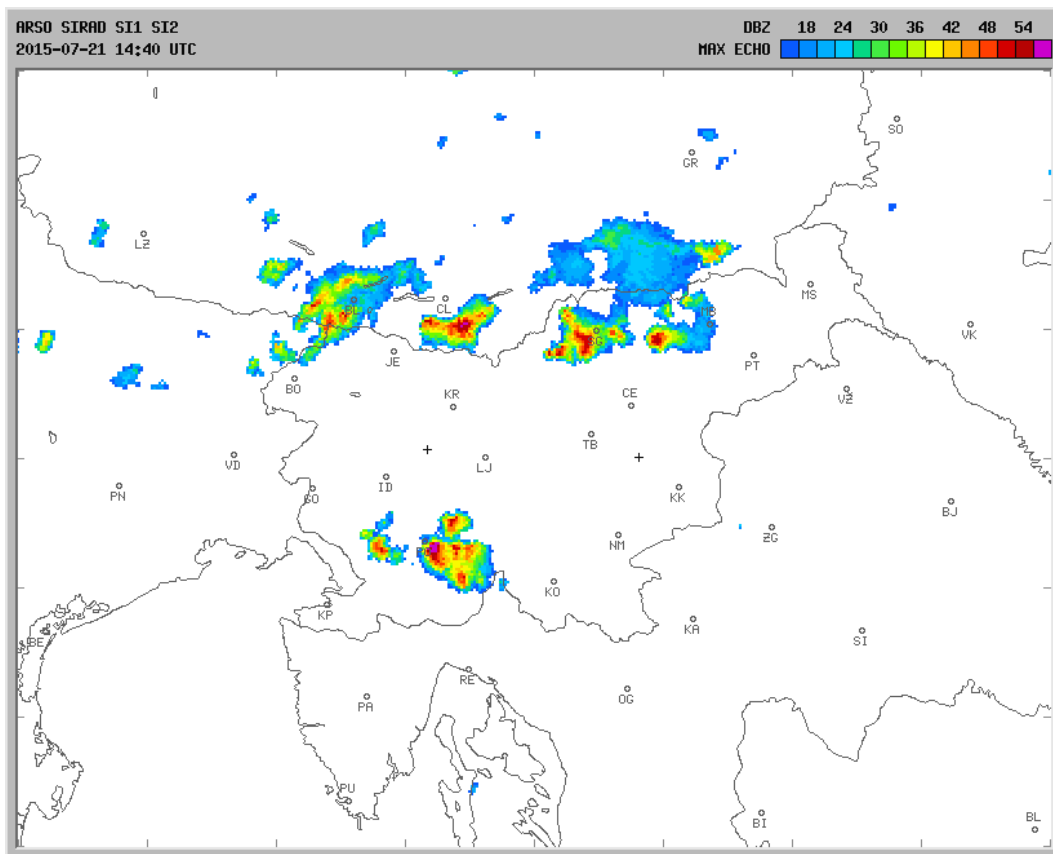 ARSO SIRAD SI1 SI2
2015-07-21 14:40 UTC
DBZ 18 24 30 36 42 48 54
MAX ECHO
SO
GR
LZ
MS
CL
MB
VK
JE
PT
BO
KR
CE
VŽ
TB
VD
LJ
ID
PN
GO
KK
BJ
ZG
NM
KO
KP
KA
BE
SI
RE
PA
OG
PU
BI
BL